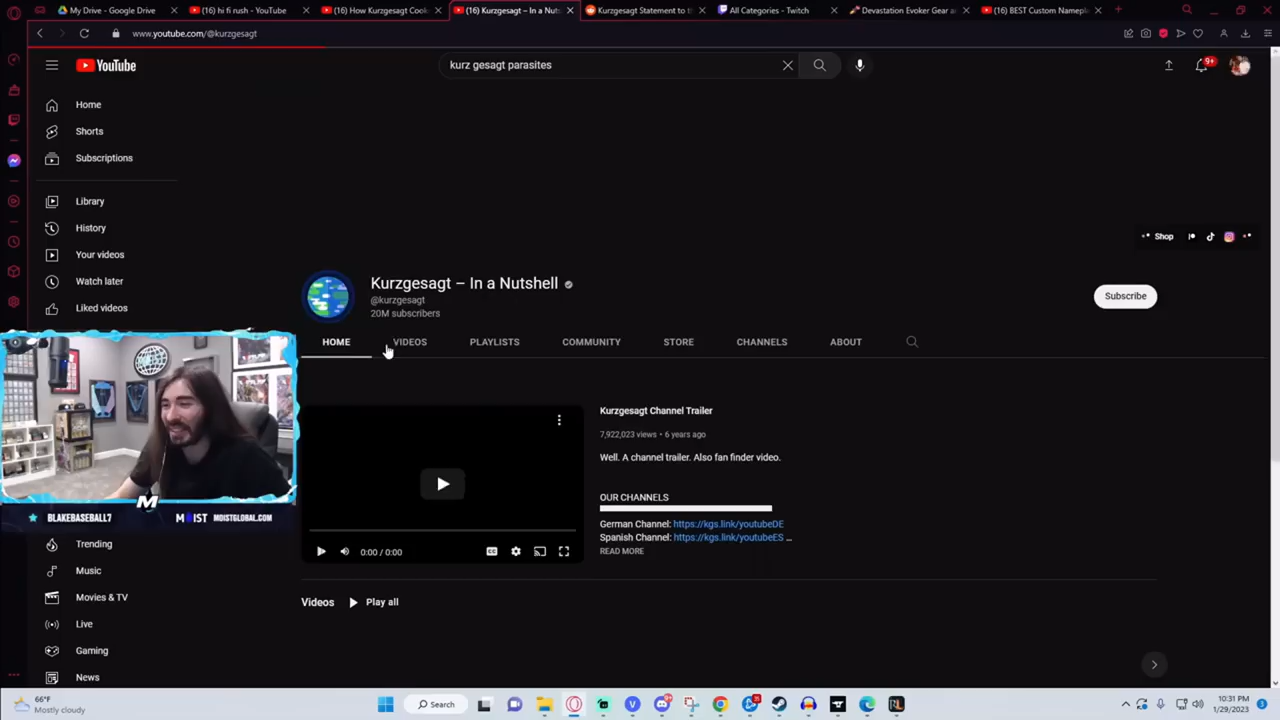 My Drive - Google Drive
(16) hi fi rush - YouTube
(16) How Kurzgesagt Cook
(16) Kurzgesagt – In a Nuts
Kurzgesagt Statement to th
All Categories - Twitch
Devastation Evoker Gear an
(16) BEST Custom Namepl
www.youtube.com/@kurzgesagt
YouTube
kurz gesagt parasites
9+
Home
Shorts
Subscriptions
Library
History
Your videos
Watch later
Liked videos
Shop
Kurzgesagt – In a Nutshell
@kurzgesagt
20M subscribers
Subscribe
HOME
VIDEOS
PLAYLISTS
COMMUNITY
STORE
CHANNELS
ABOUT
Kurzgesagt Channel Trailer
7,922,023 views • 6 years ago
Well. A channel trailer. Also fan finder video.
OUR CHANNELS
German Channel: https://kgs.link/youtubeDE
Spanish Channel: https://kgs.link/youtubeES ...
READ MORE
0:00 / 0:00
M
BLAKEBASEBALL7
MOIST
MOISTGLOBAL.COM
Trending
Music
Movies & TV
Live
Gaming
News
Videos
Play all
66°F
Mostly cloudy
Search
10:31 PM
1/29/2023